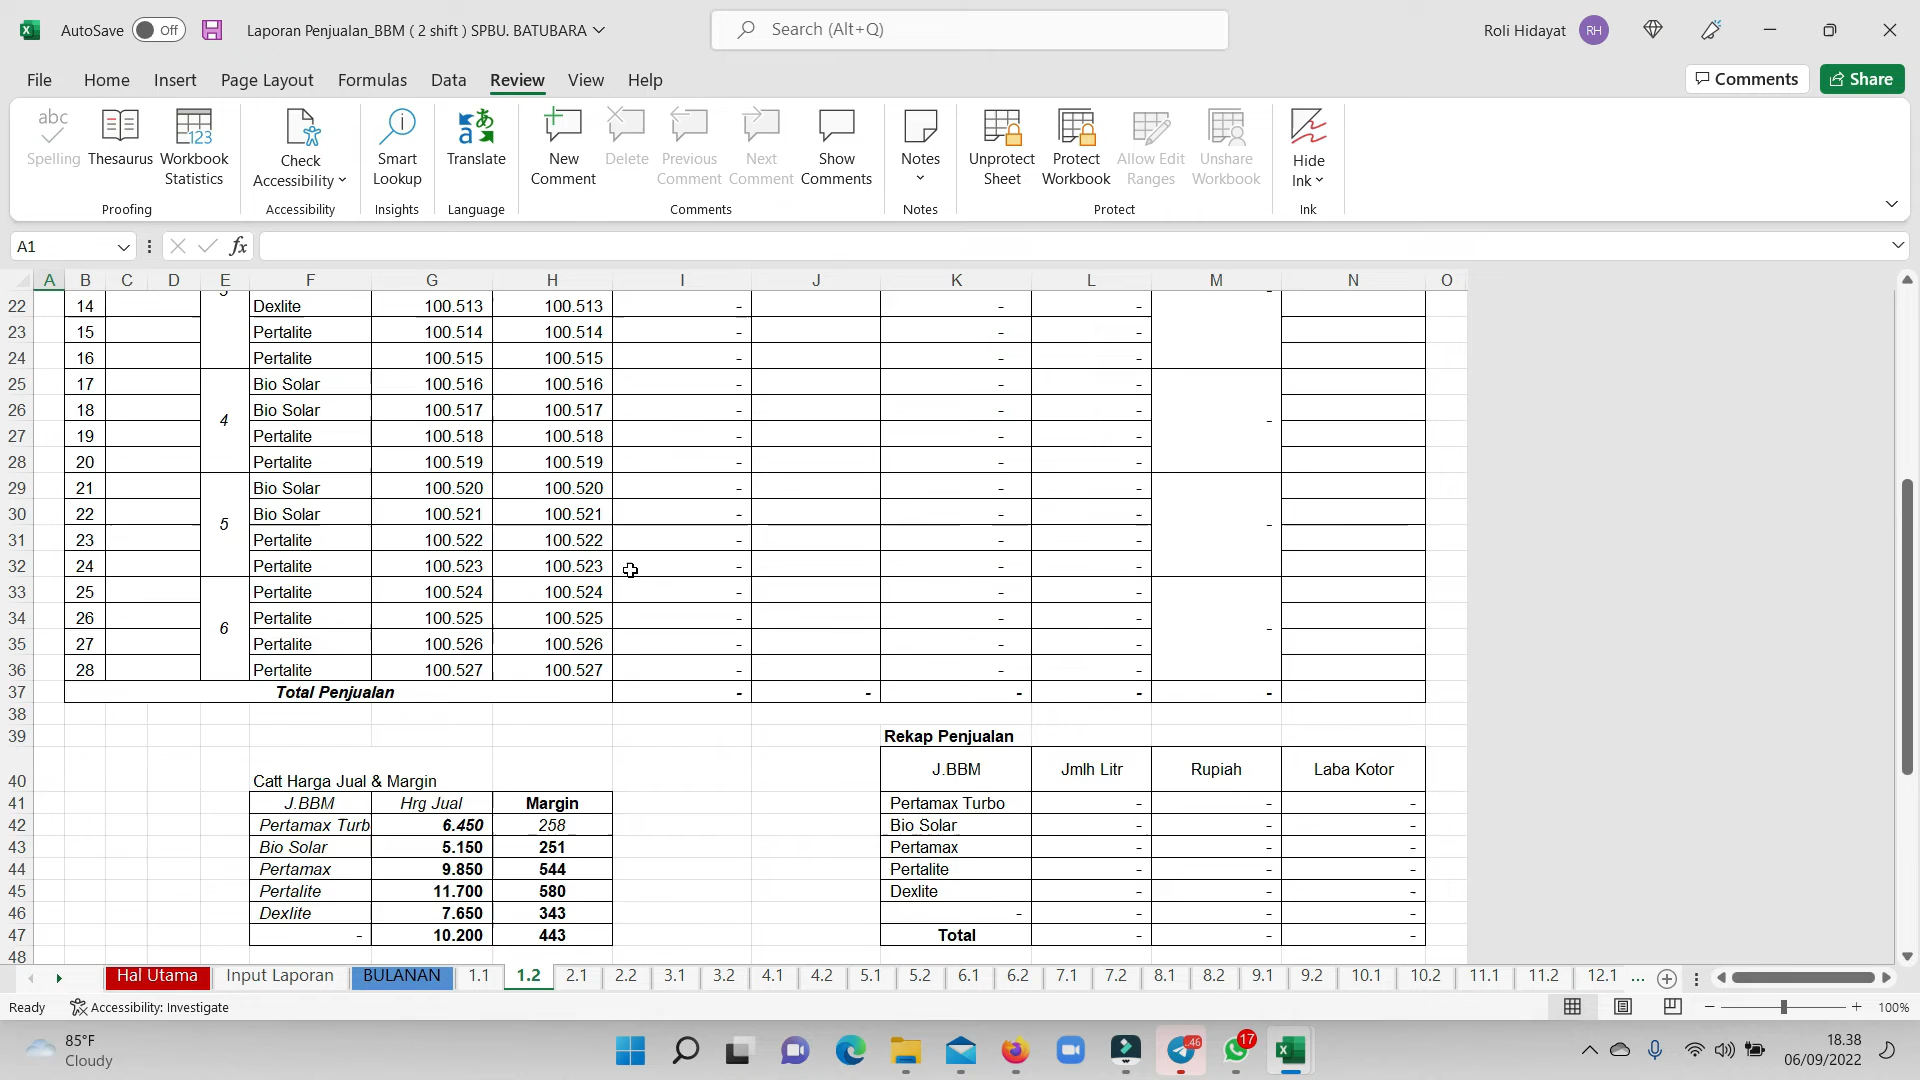 AutoSave Off Laporan Penjualan_BBM ( 2 shift ) SPBU. BATUBARA Search (Alt+Q) Roli Hidayat RH
File Home Insert Page Layout Formulas Data Review View Help Comments Share
abc
123
Spelling Thesaurus Workbook Statistics Check Accessibility Smart Lookup Translate New Comment Delete Previous Comment Next Comment Show Comments Notes Unprotect Sheet Protect Workbook Allow Edit Ranges Unshare Workbook Hide Ink
Proofing Accessibility Insights Language Comments Notes Protect Ink
A1 fx
A B C D E F G H I J K L M N O
22 14 Dexlite 100.513 100.513 - - - -
23 15 Pertalite 100.514 100.514 - - -
24 16 Pertalite 100.515 100.515 - - -
25 17 Bio Solar 100.516 100.516 - - -
26 18 4 Bio Solar 100.517 100.517 - - - -
27 19 Pertalite 100.518 100.518 - - -
28 20 Pertalite 100.519 100.519 - - -
29 21 Bio Solar 100.520 100.520 - - -
30 22 5 Bio Solar 100.521 100.521 - - - -
31 23 Pertalite 100.522 100.522 - - -
32 24 Pertalite 100.523 100.523 - - -
33 25 Pertalite 100.524 100.524 - - -
34 26 6 Pertalite 100.525 100.525 - - - -
35 27 Pertalite 100.526 100.526 - - -
36 28 Pertalite 100.527 100.527 - - -
37 Total Penjualan - - - - -
38
39 Rekap Penjualan
40 Catt Harga Jual & Margin J.BBM Jmlh Litr Rupiah Laba Kotor
41 J.BBM Hrg Jual Margin Pertamax Turbo - - -
42 Pertamax Turb 6.450 258 Bio Solar - - -
43 Bio Solar 5.150 251 Pertamax - - -
44 Pertamax 9.850 544 Pertalite - - -
45 Pertalite 11.700 580 Dexlite - - -
46 Dexlite 7.650 343 - - - -
47 - 10.200 443 Total - - -
48
Hal Utama Input Laporan BULANAN 1.1 1.2 2.1 2.2 3.1 3.2 4.1 4.2 5.1 5.2 6.1 6.2 7.1 7.2 8.1 8.2 9.1 9.2 10.1 10.2 11.1 11.2 12.1 ...
Ready Accessibility: Investigate 100%
85°F
Cloudy
46 17
18.38
06/09/2022